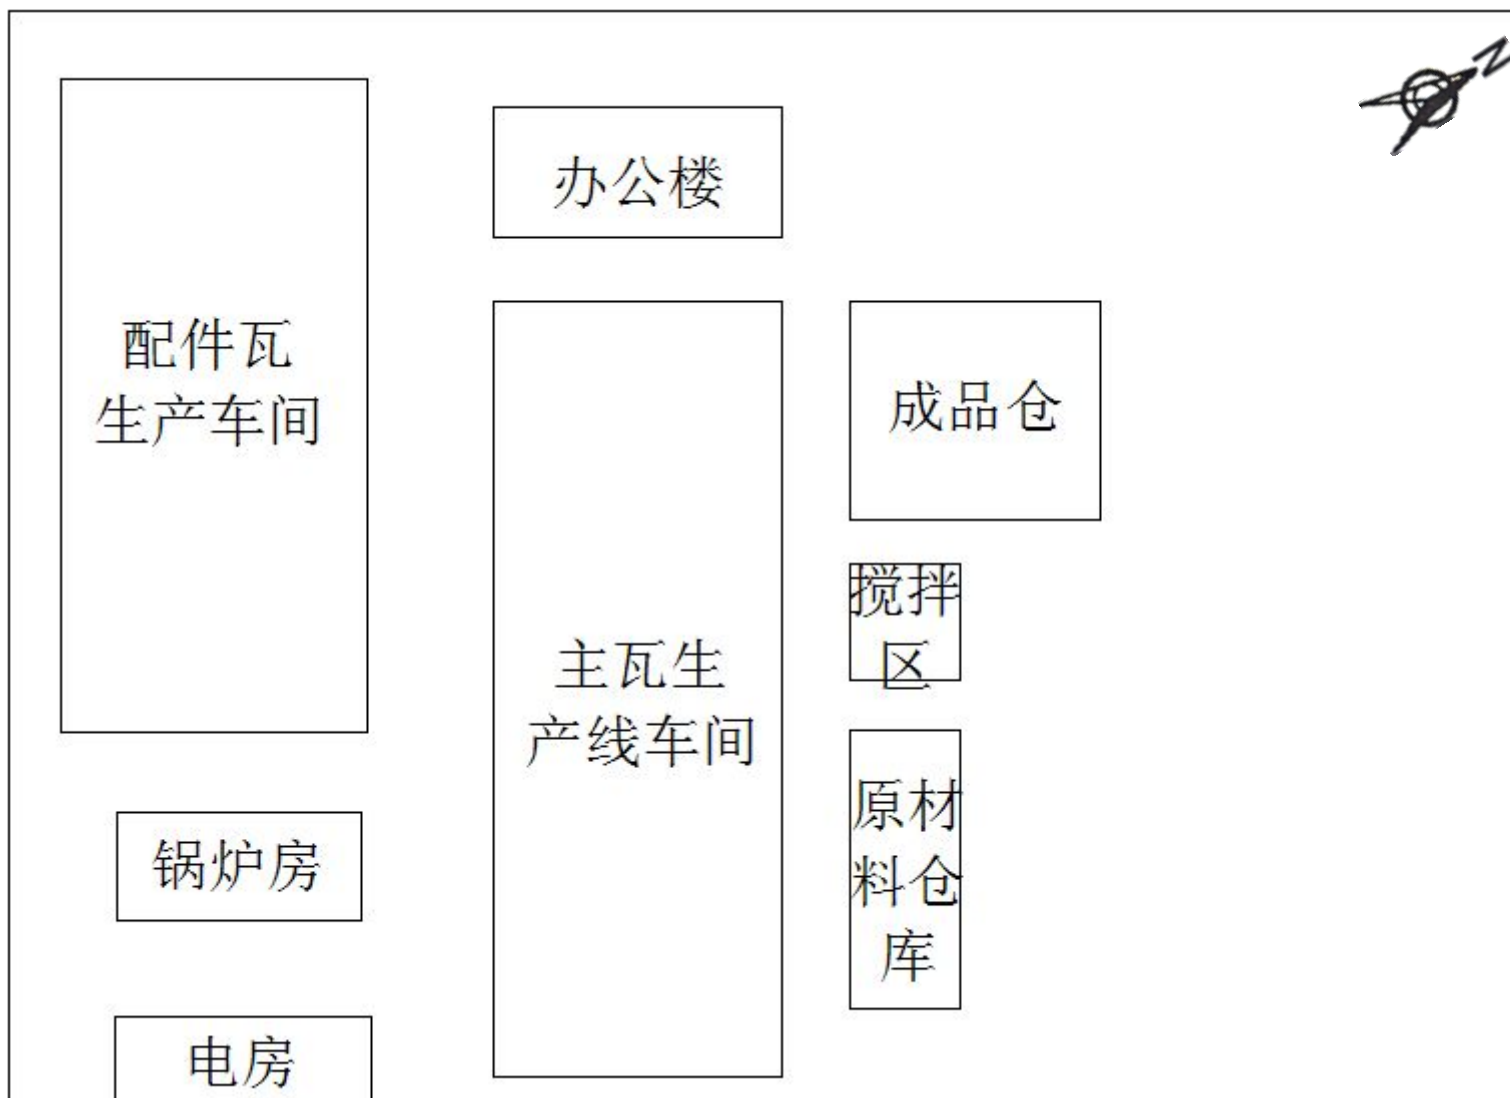 N
办公楼
配件瓦
生产车间
成品仓
搅拌
区
主瓦生
产线车间
原材
料仓
库
锅炉房
电房